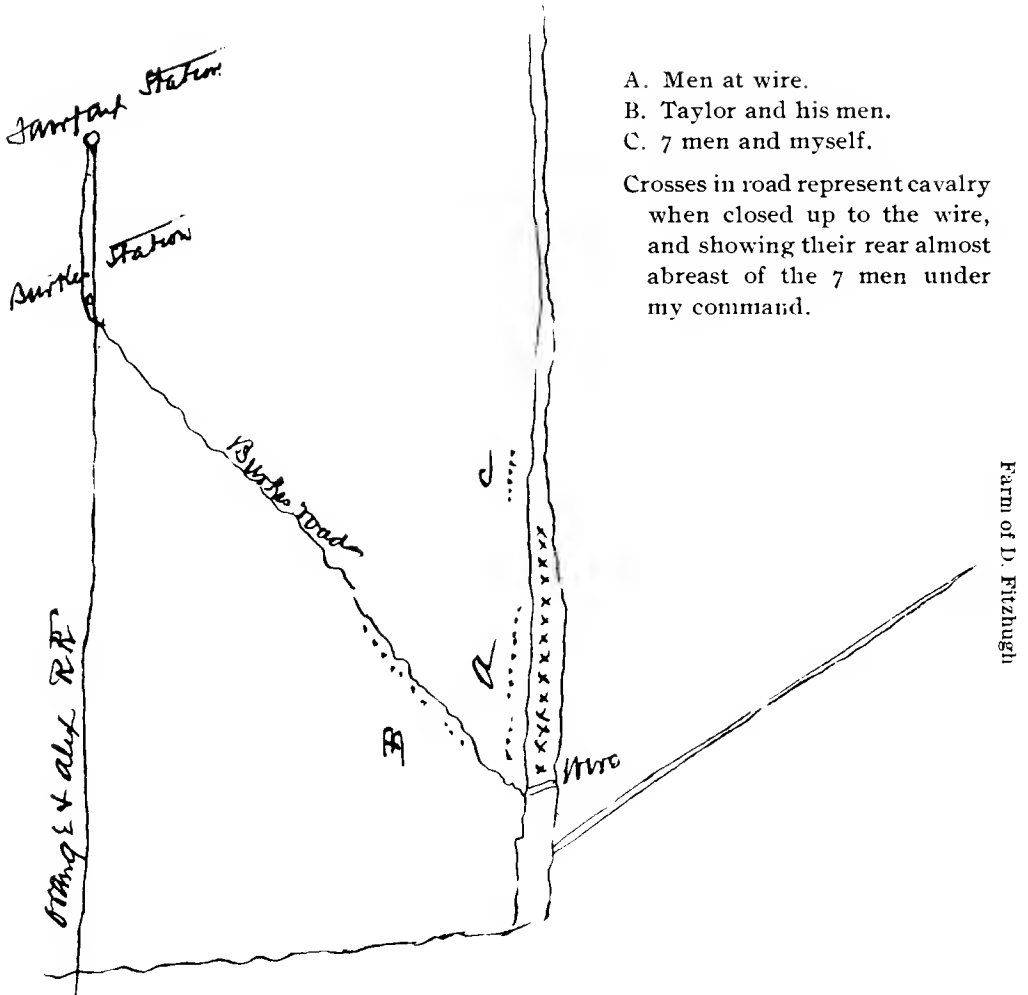 Fairfax Station
Burke Station
A. Men at wire.
B. Taylor and his men.
C. 7 men and myself.
Crosses in road represent cavalry
when closed up to the wire,
and showing their rear almost
abreast of the 7 men under
my command.
Burkes road
C
a
B
Wire
Orange & alex RR
Farm of D. Fitzhugh